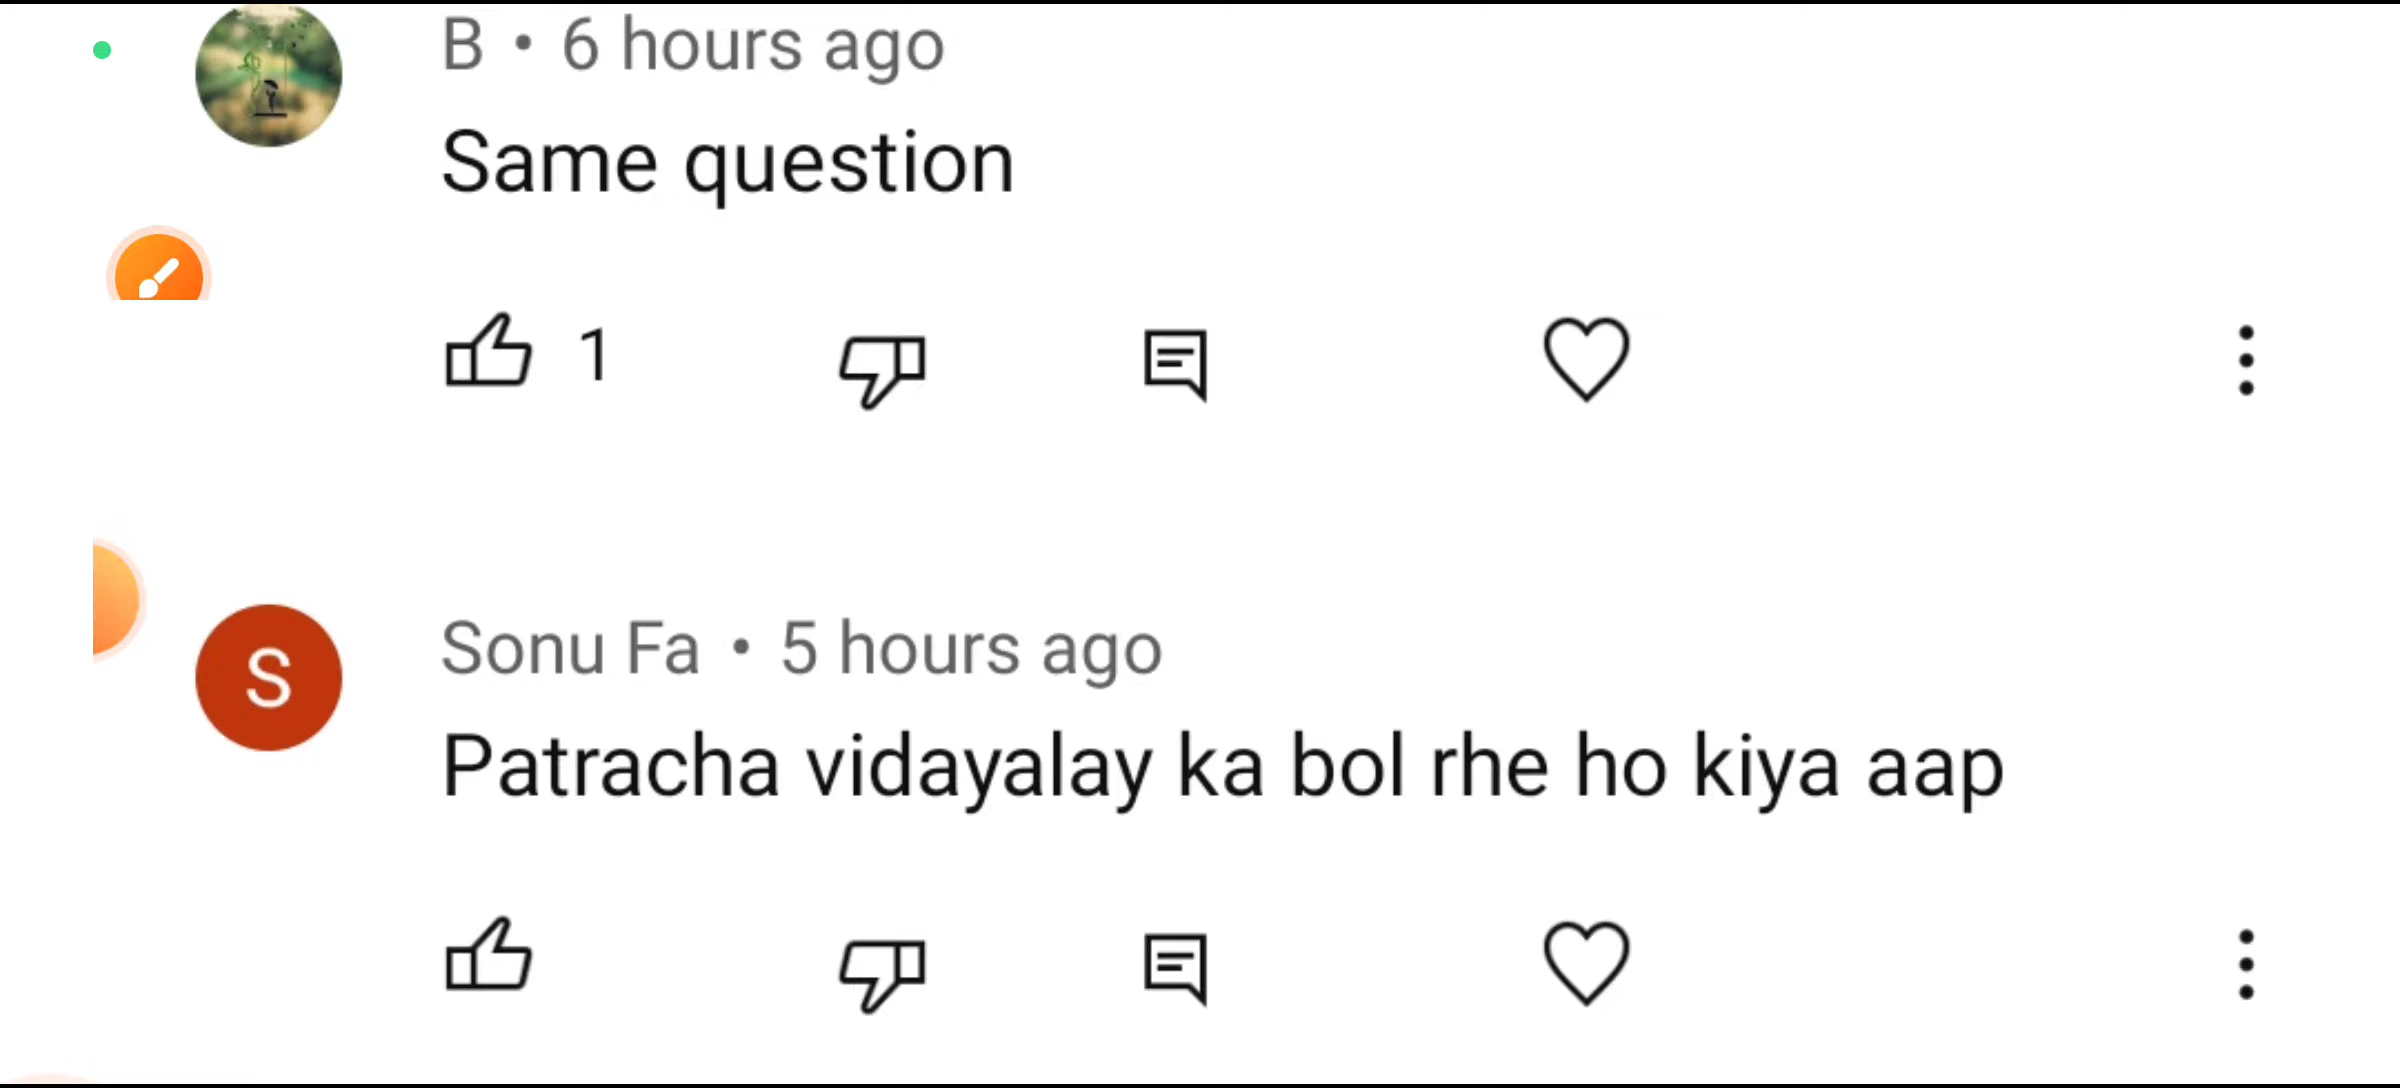 B • 6 hours ago
Same question
1
S
Sonu Fa • 5 hours ago
Patracha vidayalay ka bol rhe ho kiya aap